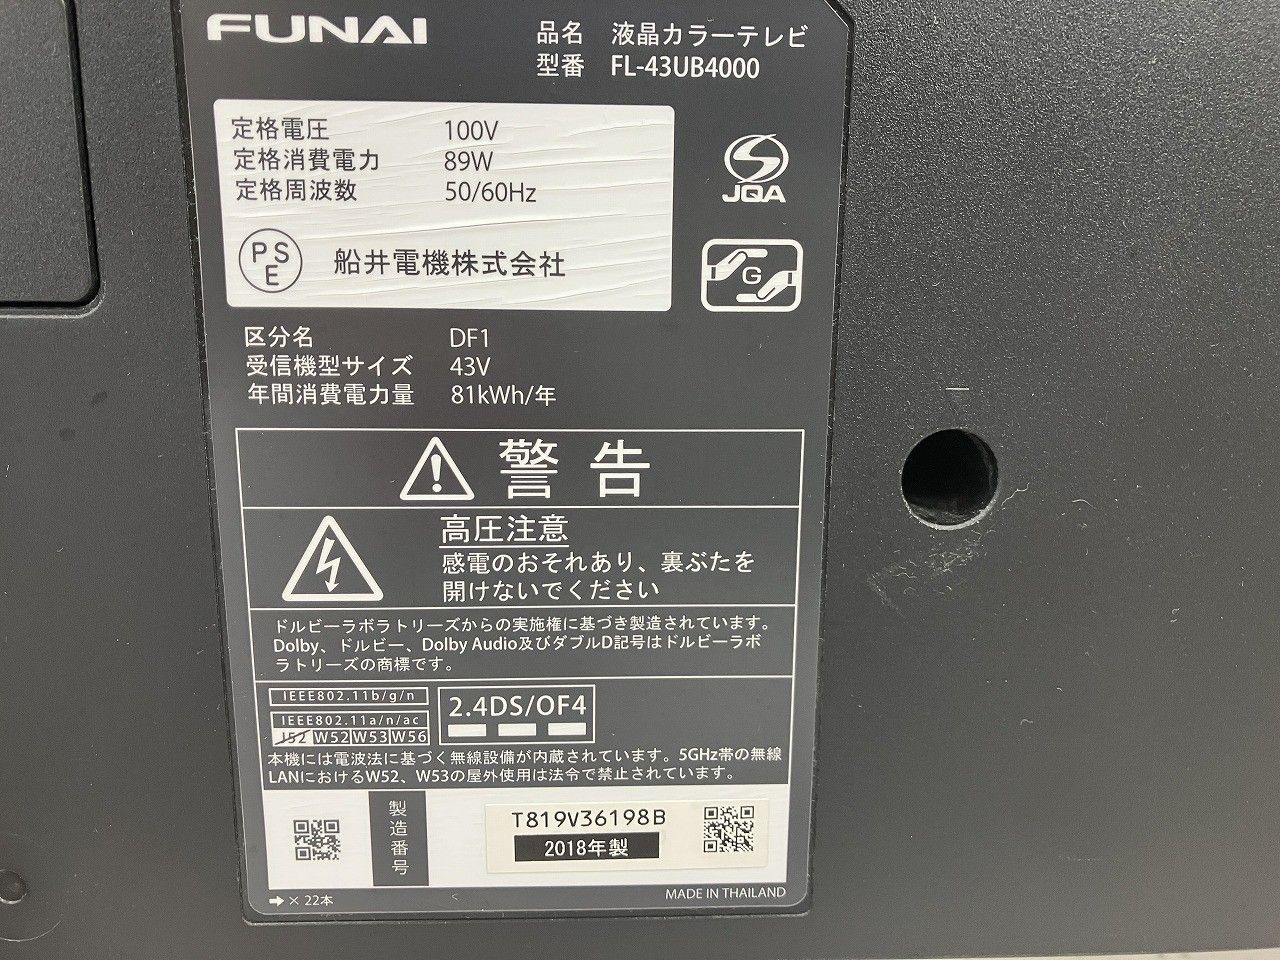 FUNAI
品名 液晶カラーテレビ
型番 FL-43UB4000
定格電圧 100V
定格消費電力 89W
定格周波数 50/60Hz
PSE 船井電機株式会社
JQA
G
区分名 DF1
受信機型サイズ 43V
年間消費電力量 81kWh/年
警告
高圧注意
感電のおそれあり、裏ぶたを
開けないでください
ドルビーラボラトリーズからの実施権に基づき製造されています。
Dolby、ドルビー、Dolby Audio及びダブルD記号はドルビーラボ
ラトリーズの商標です。
IEEE802.11b/g/n
IEEE802.11a/n/ac
J52 W52 W53 W56
2.4DS/OF4
本機には電波法に基づく無線設備が内蔵されています。5GHz帯の無線
LANにおけるW52、W53の屋外使用は法令で禁止されています。
製造番号
T819V36198B
2018年製
➡ × 22本
MADE IN THAILAND